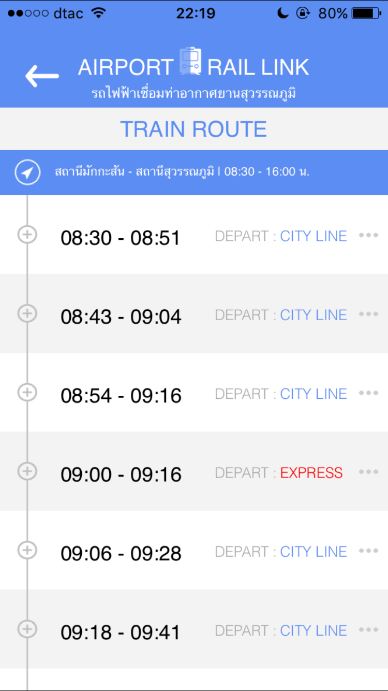 dtac 22:19 80%
AIRPORT RAIL LINK
รถไฟฟ้าเชื่อมท่าอากาศยานสุวรรณภูมิ
TRAIN ROUTE
สถานีมักกะสัน - สถานีสุวรรณภูมิ | 08:30 - 16:00 น.
08:30 - 08:51 DEPART : CITY LINE
08:43 - 09:04 DEPART : CITY LINE
08:54 - 09:16 DEPART : CITY LINE
09:00 - 09:16 DEPART : EXPRESS
09:06 - 09:28 DEPART : CITY LINE
09:18 - 09:41 DEPART : CITY LINE